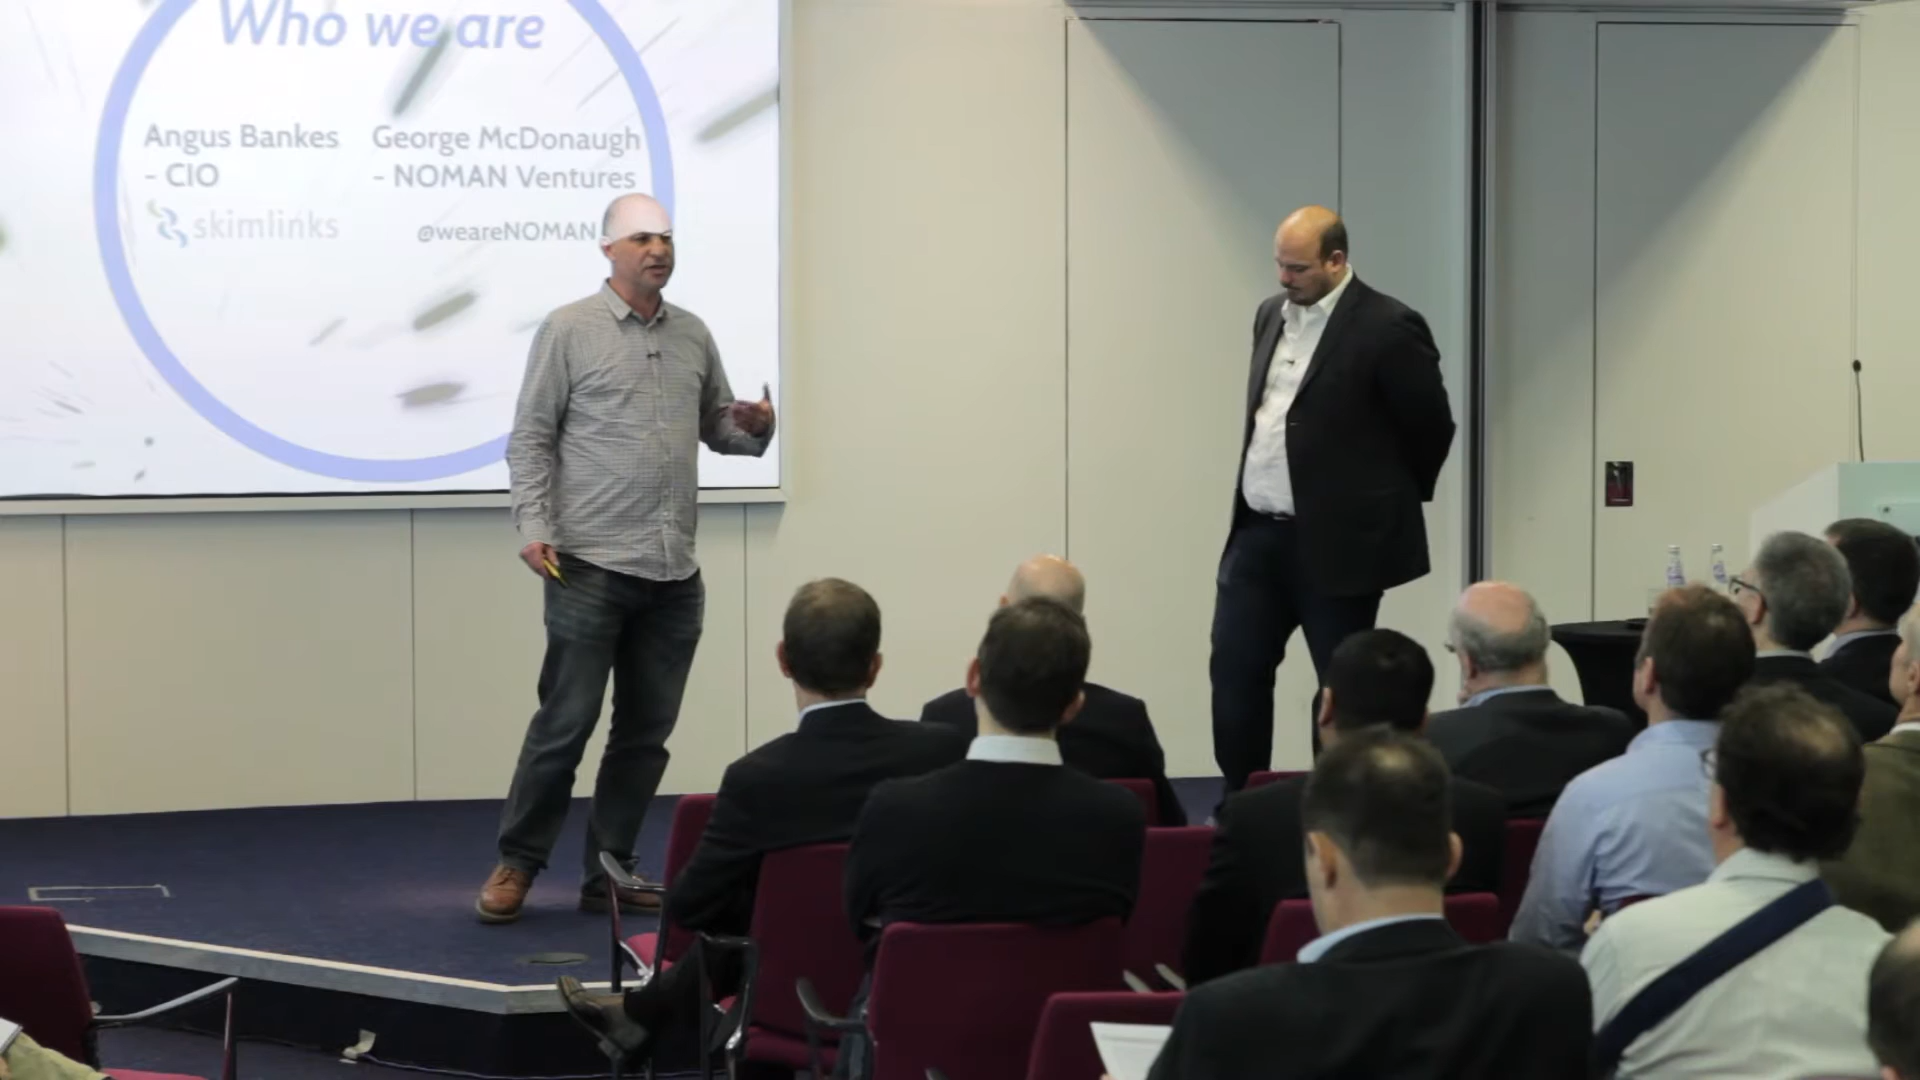 Who we are
Angus Bankes
- CIO
skimlinks
George McDonaugh
- NOMAN Ventures
@weareNOMAN